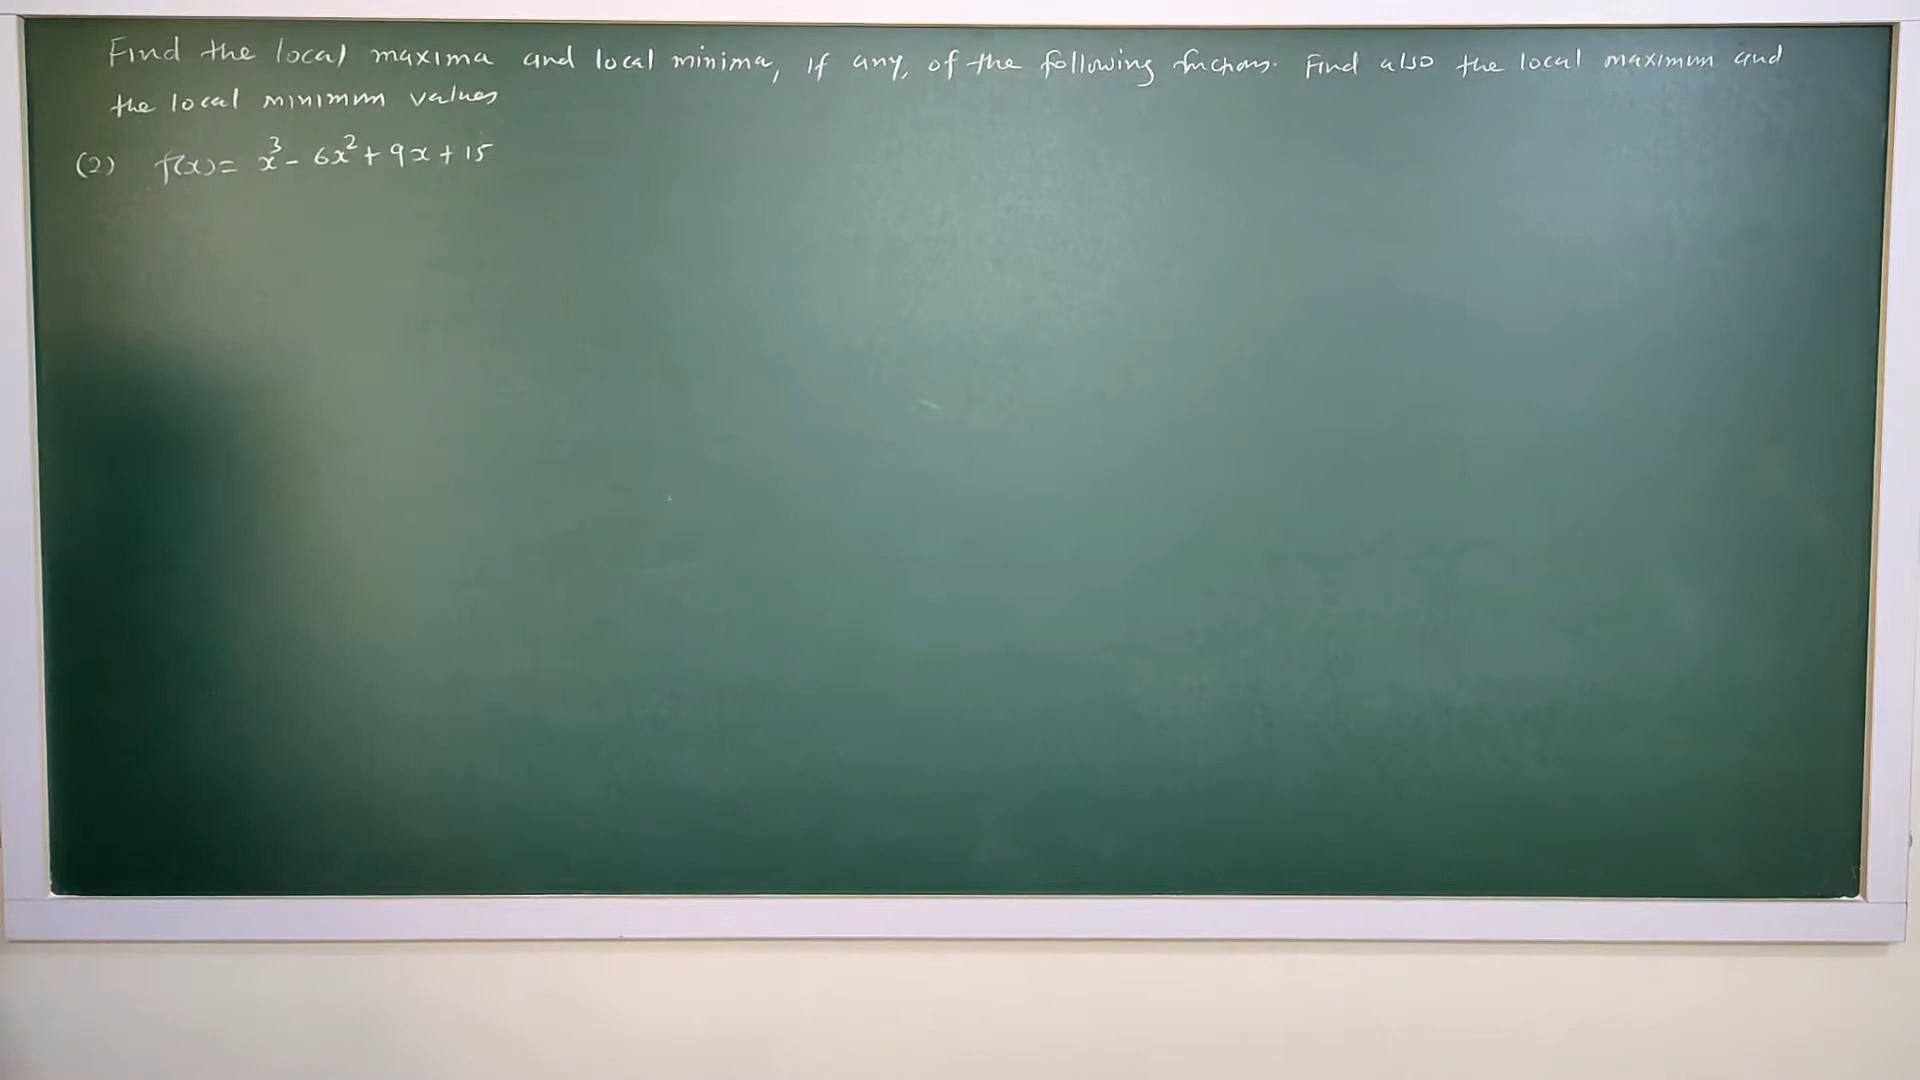 Find the local maxima and local minima, if any, of the following functions. Find also the local maximum and
the local minimum values
(2) f(x) = x³ - 6x² + 9x + 15